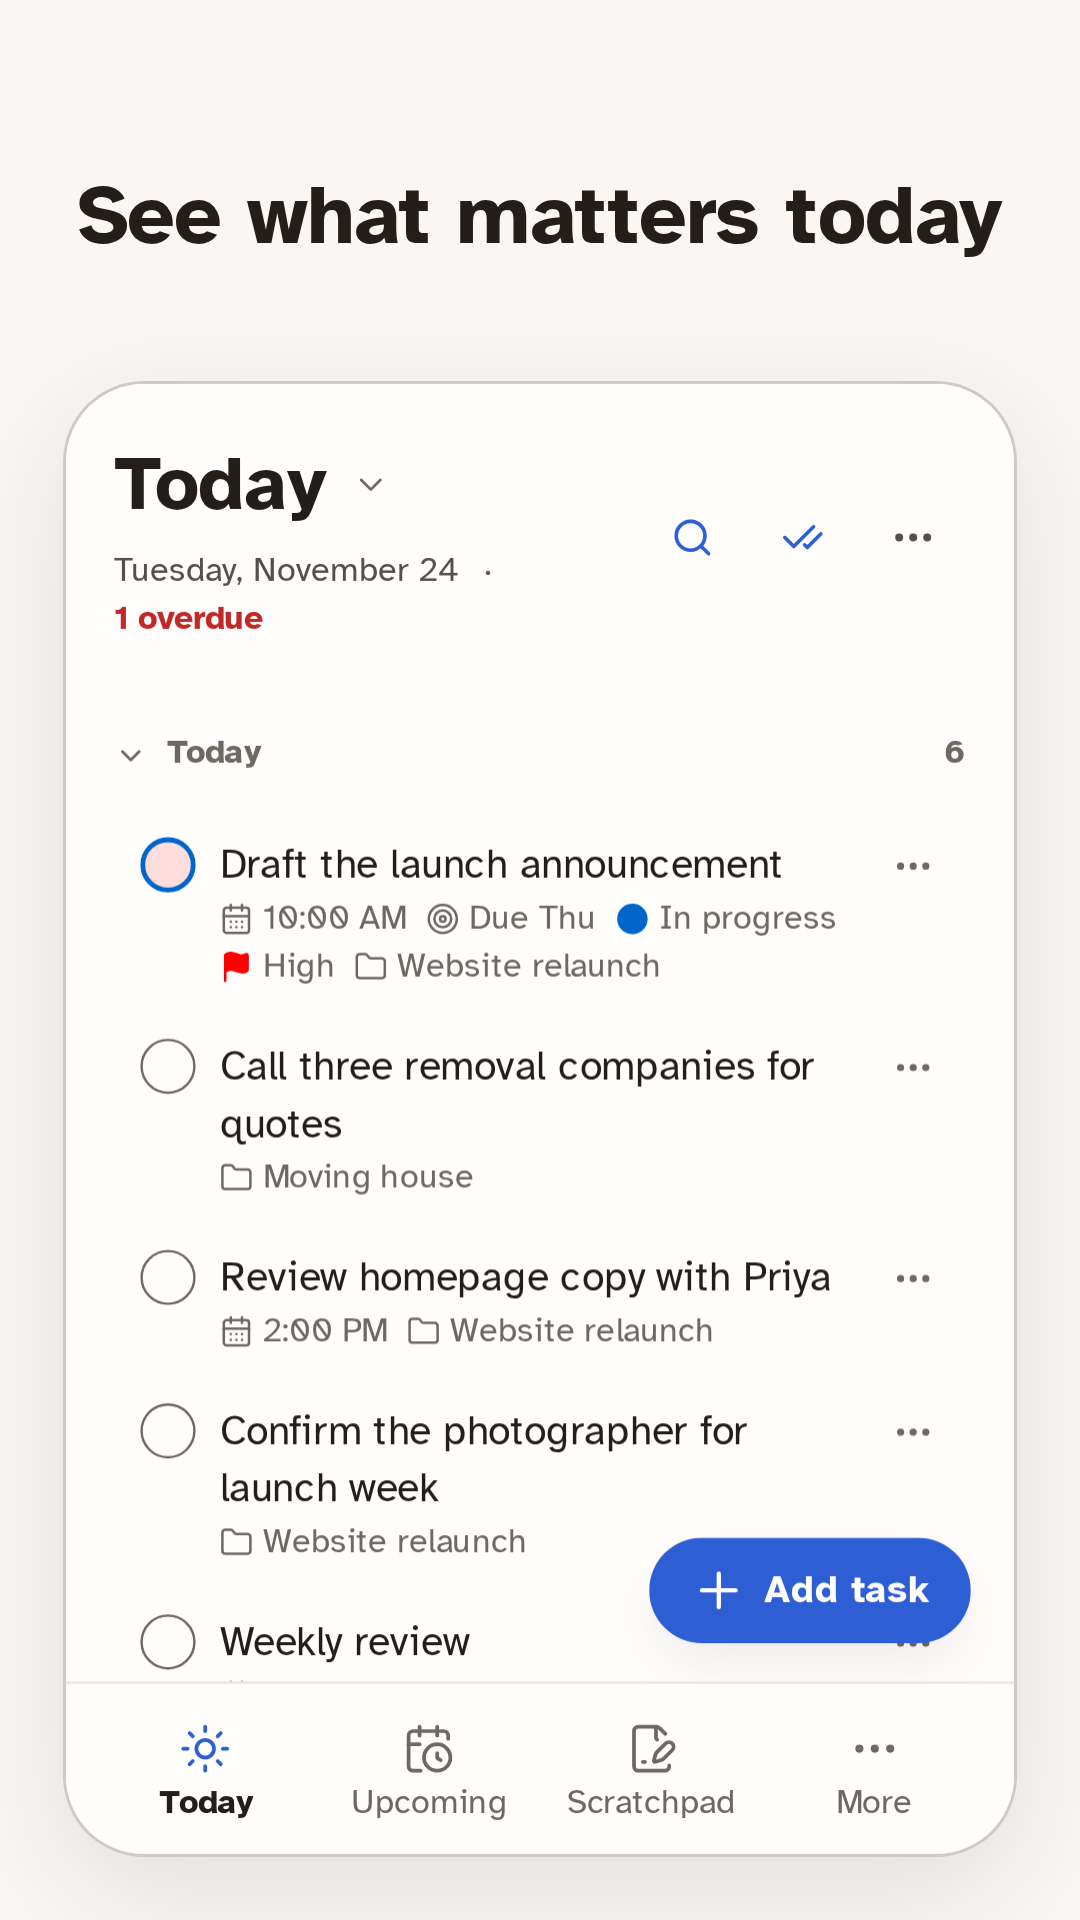 See what matters today
Today
Tuesday, November 24 ·
1 overdue
Today 6
Draft the launch announcement
10:00 AM Due Thu In progress
High Website relaunch
Call three removal companies for
quotes
Moving house
Review homepage copy with Priya
2:00 PM Website relaunch
Confirm the photographer for
launch week
Website relaunch
Add task
Weekly review
Today Upcoming Scratchpad More